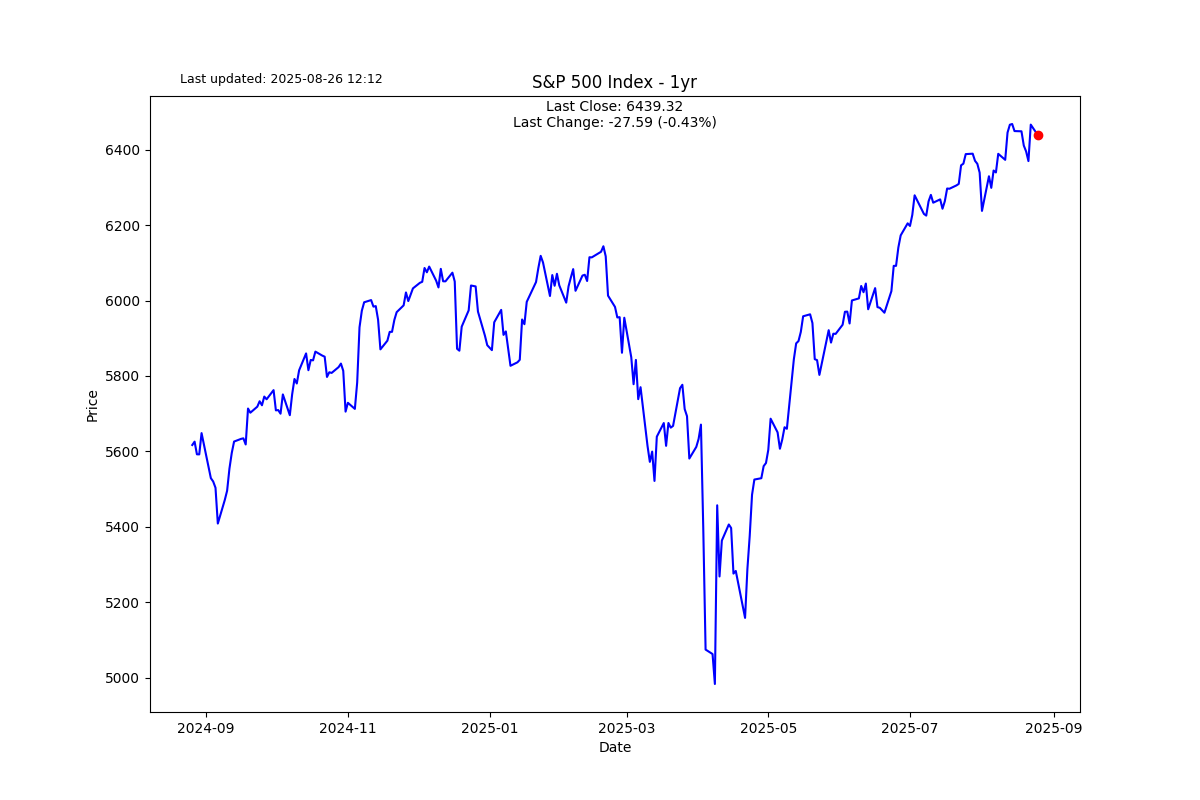 Last updated: 2025-08-26 12:12
S&P 500 Index - 1yr
Last Close: 6439.32
Last Change: -27.59 (-0.43%)
6400
6200
6000
5800
5600
5400
5200
5000
Price
2024-09 2024-11 2025-01 2025-03 2025-05 2025-07 2025-09
Date